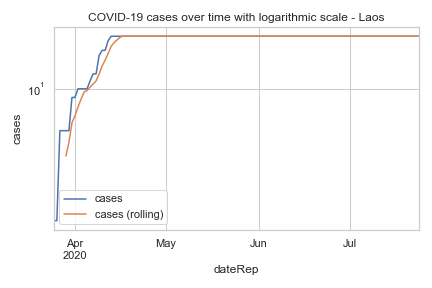 COVID-19 cases over time with logarithmic scale - Laos
10¹
cases
cases
cases (rolling)
Apr
2020
May
Jun
Jul
dateRep